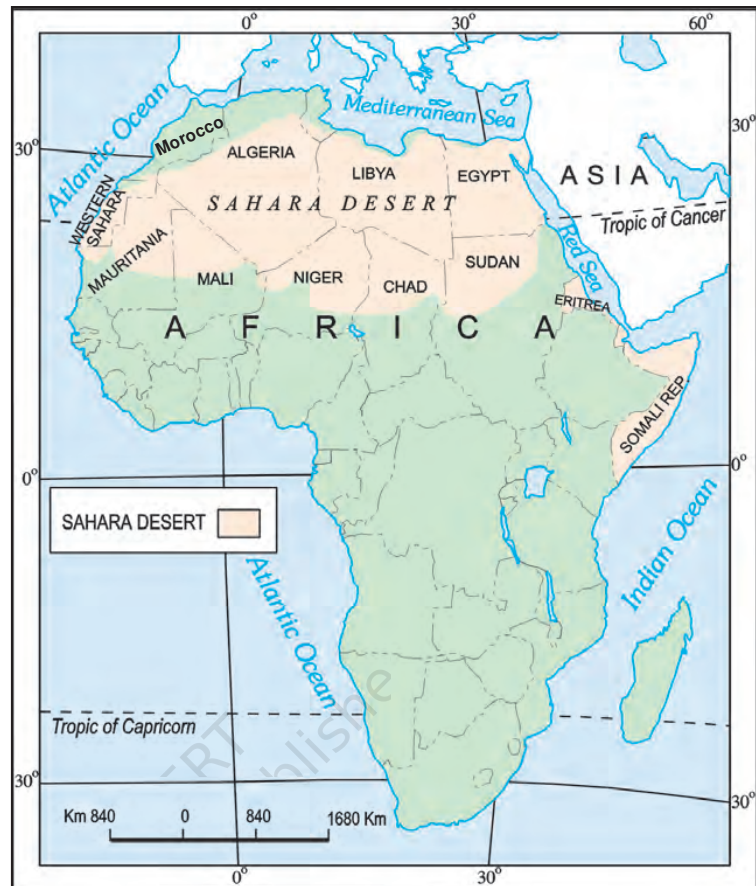 0° 30° 60°
Atlantic Ocean
Mediterranean Sea
Morocco
30° 30°
ALGERIA
LIBYA
EGYPT
ASIA
WESTERN
SAHARA
SAHARA DESERT
Tropic of Cancer
Red Sea
MAURITANIA
MALI
NIGER
CHAD
SUDAN
ERITREA
AFRICA
SOMALI REP.
0° 0°
SAHARA DESERT
Indian Ocean
Atlantic Ocean
Tropic of Capricorn
ERT
blishe
30° 30°
Km 840 0 840 1680 Km
0° 30°